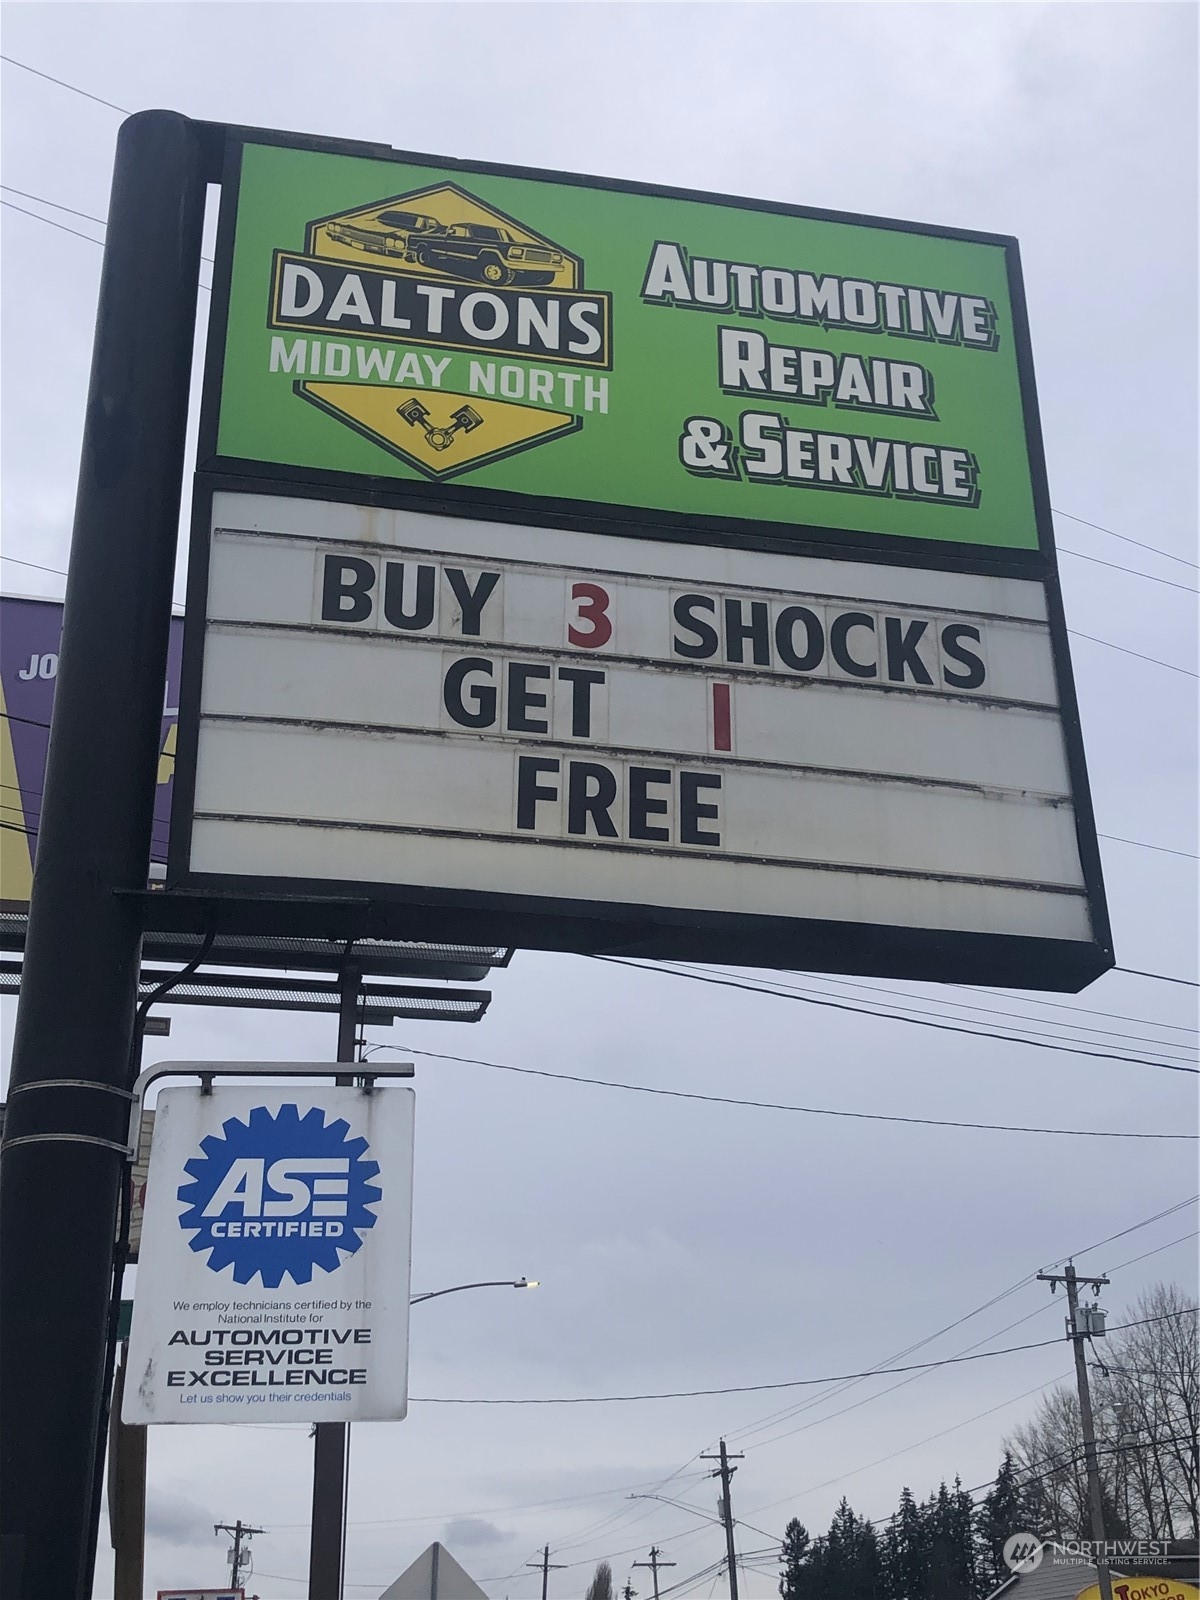 DALTONS
MIDWAY NORTH
AUTOMOTIVE
REPAIR
& SERVICE
BUY 3 SHOCKS
GET 1
FREE
JO
ASE
CERTIFIED
We employ technicians certified by the
National Institute for
AUTOMOTIVE
SERVICE
EXCELLENCE
Let us show you their credentials
NORTHWEST
MULTIPLE LISTING SERVICE
TOKYO